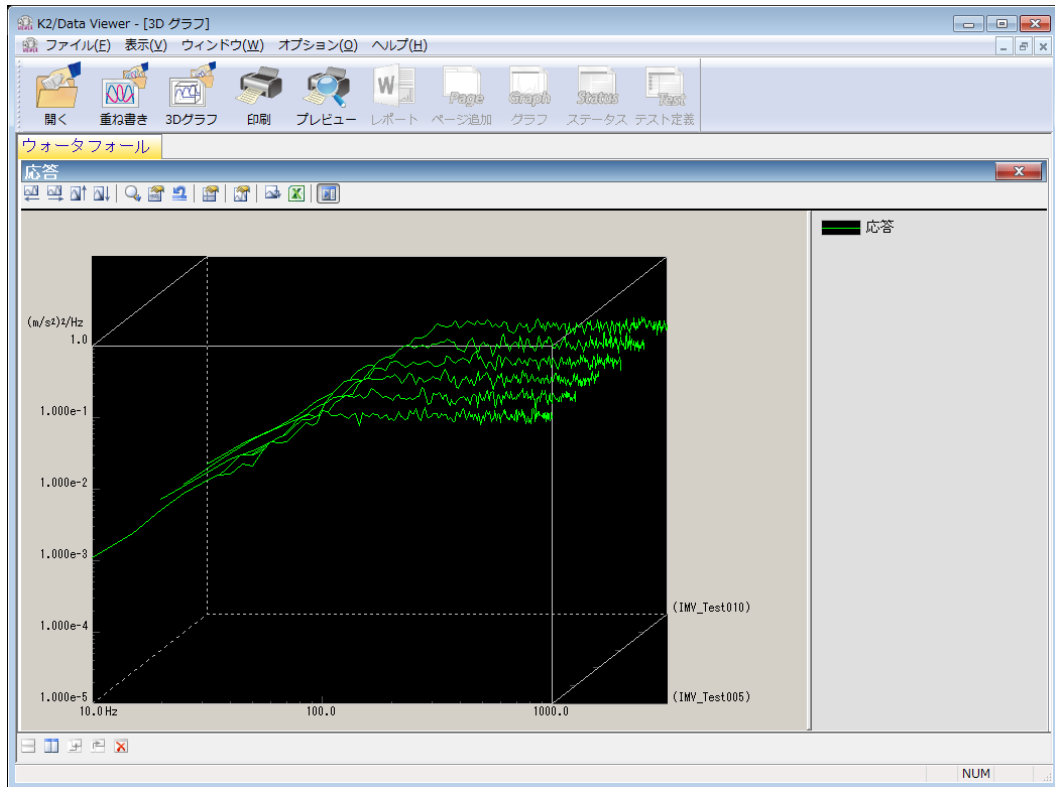 K2/Data Viewer - [3D グラフ]
ファイル(F) 表示(V) ウィンドウ(W) オプション(O) ヘルプ(H)
開く 重ね書き 3Dグラフ 印刷 プレビュー レポート ページ追加 グラフ ステータス テスト定義
W Page Graph Status Test
ウォータフォール
応答
応答
(m/s²)²/Hz
1.0
1.000e-1
1.000e-2
1.000e-3
1.000e-4
1.000e-5
10.0Hz 100.0 1000.0
(IMV_Test010)
(IMV_Test005)
NUM